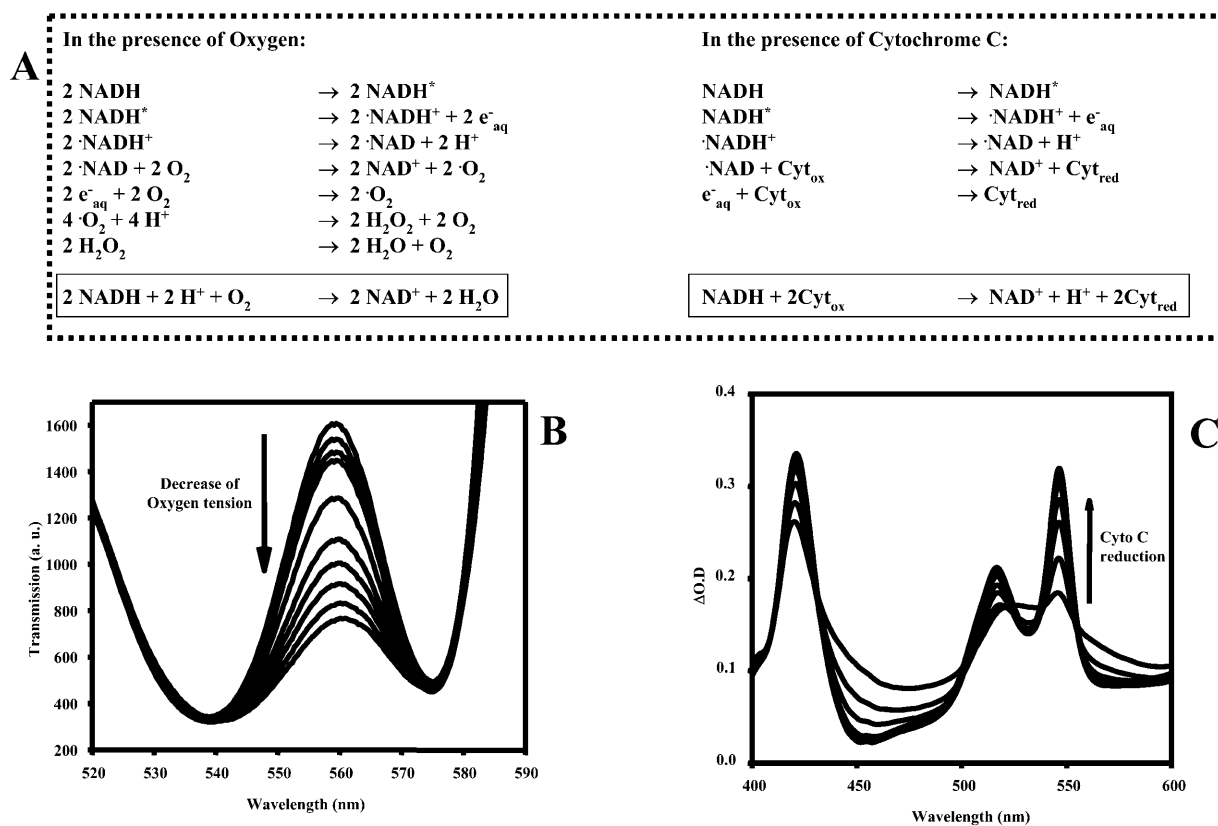 A
In the presence of Oxygen:
2 NADH → 2 NADH*
2 NADH* → 2 ·NADH⁺ + 2 e⁻aq
2 ·NADH⁺ → 2 ·NAD + 2 H⁺
2 ·NAD + 2 O₂ → 2 NAD⁺ + 2 ·O₂
2 e⁻aq + 2 O₂ → 2 ·O₂
4 ·O₂ + 4 H⁺ → 2 H₂O₂ + 2 O₂
2 H₂O₂ → 2 H₂O + O₂
2 NADH + 2 H⁺ + O₂ → 2 NAD⁺ + 2 H₂O
In the presence of Cytochrome C:
NADH → NADH*
NADH* → ·NADH⁺ + e⁻aq
·NADH⁺ → ·NAD + H⁺
·NAD + Cytox → NAD⁺ + Cytred
e⁻aq + Cytox → Cytred
NADH + 2Cytox → NAD⁺ + H⁺ + 2Cytred
B
Transmission (a. u.)
1600
1400
1200
1000
800
600
400
200
Decrease of
Oxygen tension
520 530 540 550 560 570 580 590
Wavelength (nm)
C
ΔO.D
0.4
0.3
0.2
0.1
0.0
Cyto C
reduction
400 450 500 550 600
Wavelength (nm)